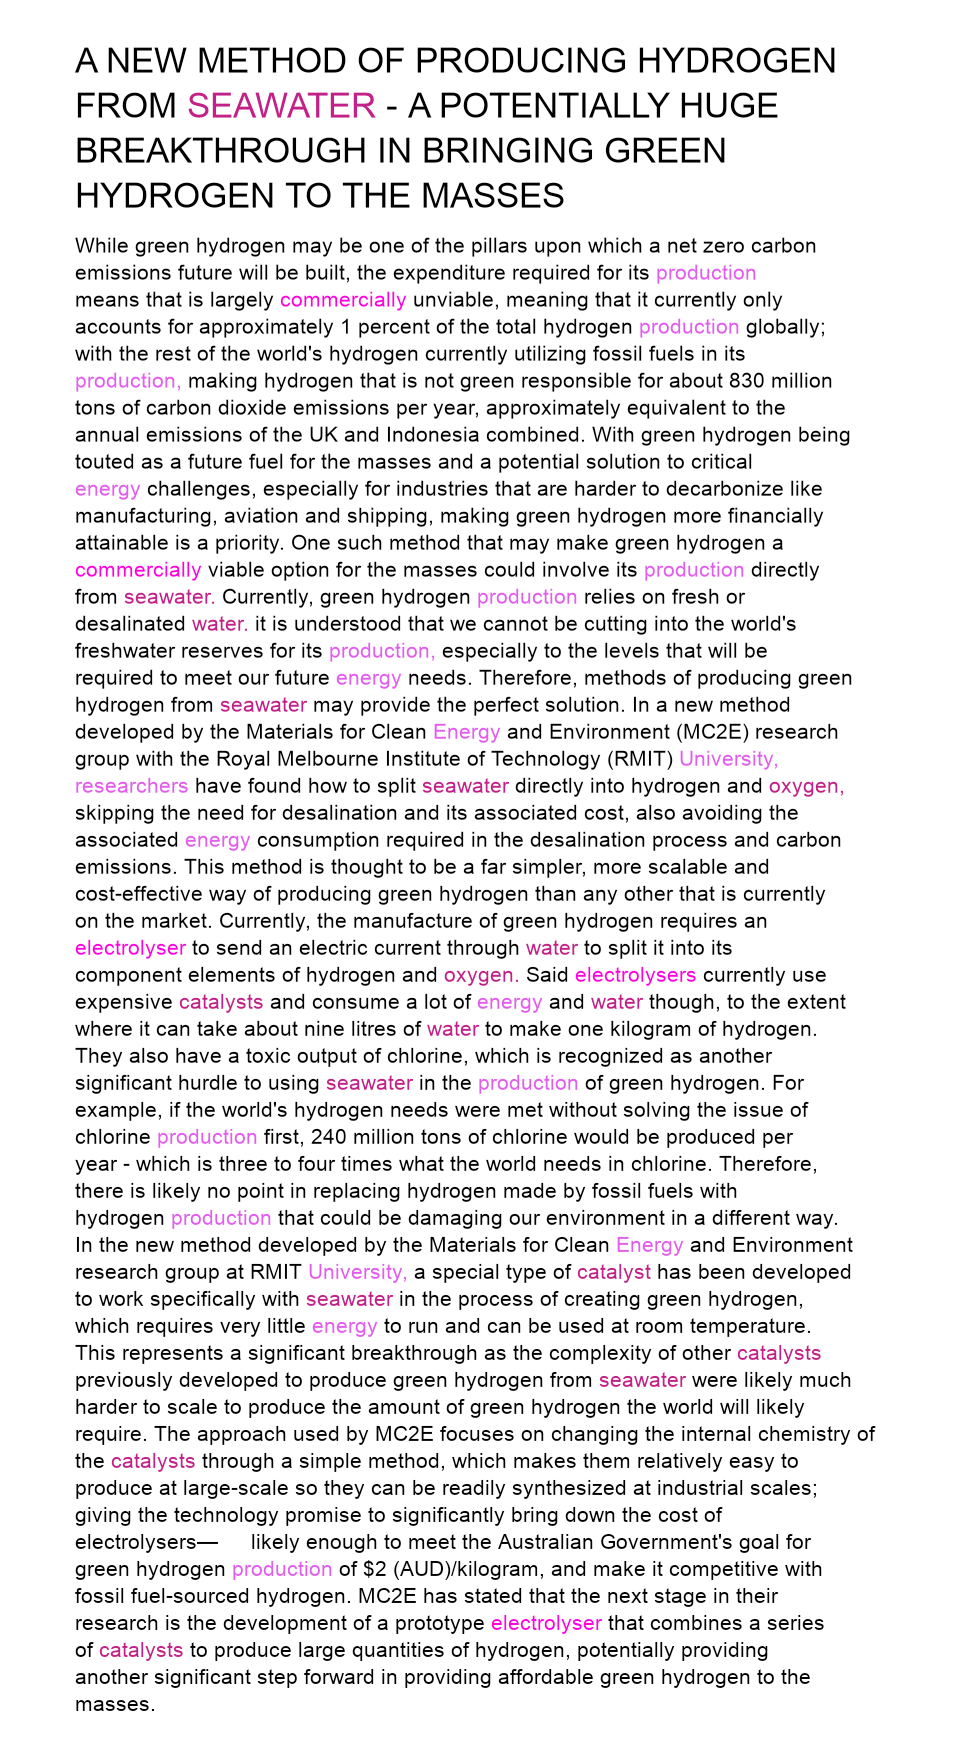 A NEW METHOD OF PRODUCING HYDROGEN
FROM SEAWATER - A POTENTIALLY HUGE
BREAKTHROUGH IN BRINGING GREEN
HYDROGEN TO THE MASSES
While green hydrogen may be one of the pillars upon which a net zero carbon
emissions future will be built, the expenditure required for its production
means that is largely commercially unviable, meaning that it currently only
accounts for approximately 1 percent of the total hydrogen production globally;
with the rest of the world's hydrogen currently utilizing fossil fuels in its
production, making hydrogen that is not green responsible for about 830 million
tons of carbon dioxide emissions per year, approximately equivalent to the
annual emissions of the UK and Indonesia combined. With green hydrogen being
touted as a future fuel for the masses and a potential solution to critical
energy challenges, especially for industries that are harder to decarbonize like
manufacturing, aviation and shipping, making green hydrogen more financially
attainable is a priority. One such method that may make green hydrogen a
commercially viable option for the masses could involve its production directly
from seawater. Currently, green hydrogen production relies on fresh or
desalinated water. it is understood that we cannot be cutting into the world's
freshwater reserves for its production, especially to the levels that will be
required to meet our future energy needs. Therefore, methods of producing green
hydrogen from seawater may provide the perfect solution. In a new method
developed by the Materials for Clean Energy and Environment (MC2E) research
group with the Royal Melbourne Institute of Technology (RMIT) University,
researchers have found how to split seawater directly into hydrogen and oxygen,
skipping the need for desalination and its associated cost, also avoiding the
associated energy consumption required in the desalination process and carbon
emissions. This method is thought to be a far simpler, more scalable and
cost-effective way of producing green hydrogen than any other that is currently
on the market. Currently, the manufacture of green hydrogen requires an
electrolyser to send an electric current through water to split it into its
component elements of hydrogen and oxygen. Said electrolysers currently use
expensive catalysts and consume a lot of energy and water though, to the extent
where it can take about nine litres of water to make one kilogram of hydrogen.
They also have a toxic output of chlorine, which is recognized as another
significant hurdle to using seawater in the production of green hydrogen. For
example, if the world's hydrogen needs were met without solving the issue of
chlorine production first, 240 million tons of chlorine would be produced per
year - which is three to four times what the world needs in chlorine. Therefore,
there is likely no point in replacing hydrogen made by fossil fuels with
hydrogen production that could be damaging our environment in a different way.
In the new method developed by the Materials for Clean Energy and Environment
research group at RMIT University, a special type of catalyst has been developed
to work specifically with seawater in the process of creating green hydrogen,
which requires very little energy to run and can be used at room temperature.
This represents a significant breakthrough as the complexity of other catalysts
previously developed to produce green hydrogen from seawater were likely much
harder to scale to produce the amount of green hydrogen the world will likely
require. The approach used by MC2E focuses on changing the internal chemistry of
the catalysts through a simple method, which makes them relatively easy to
produce at large-scale so they can be readily synthesized at industrial scales;
giving the technology promise to significantly bring down the cost of
electrolysers— likely enough to meet the Australian Government's goal for
green hydrogen production of $2 (AUD)/kilogram, and make it competitive with
fossil fuel-sourced hydrogen. MC2E has stated that the next stage in their
research is the development of a prototype electrolyser that combines a series
of catalysts to produce large quantities of hydrogen, potentially providing
another significant step forward in providing affordable green hydrogen to the
masses.